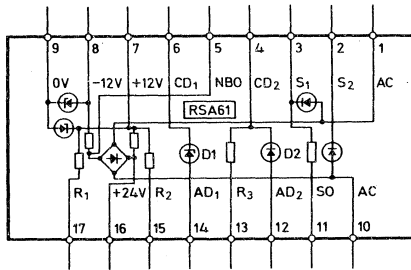 9 8 7 6 5 4 3 2 1
0V -12V +12V CD1 NBO CD2 S1 S2 AC
RSA61
D1 D2
R1 +24V R2 AD1 R3 AD2 SO AC
17 16 15 14 13 12 11 10